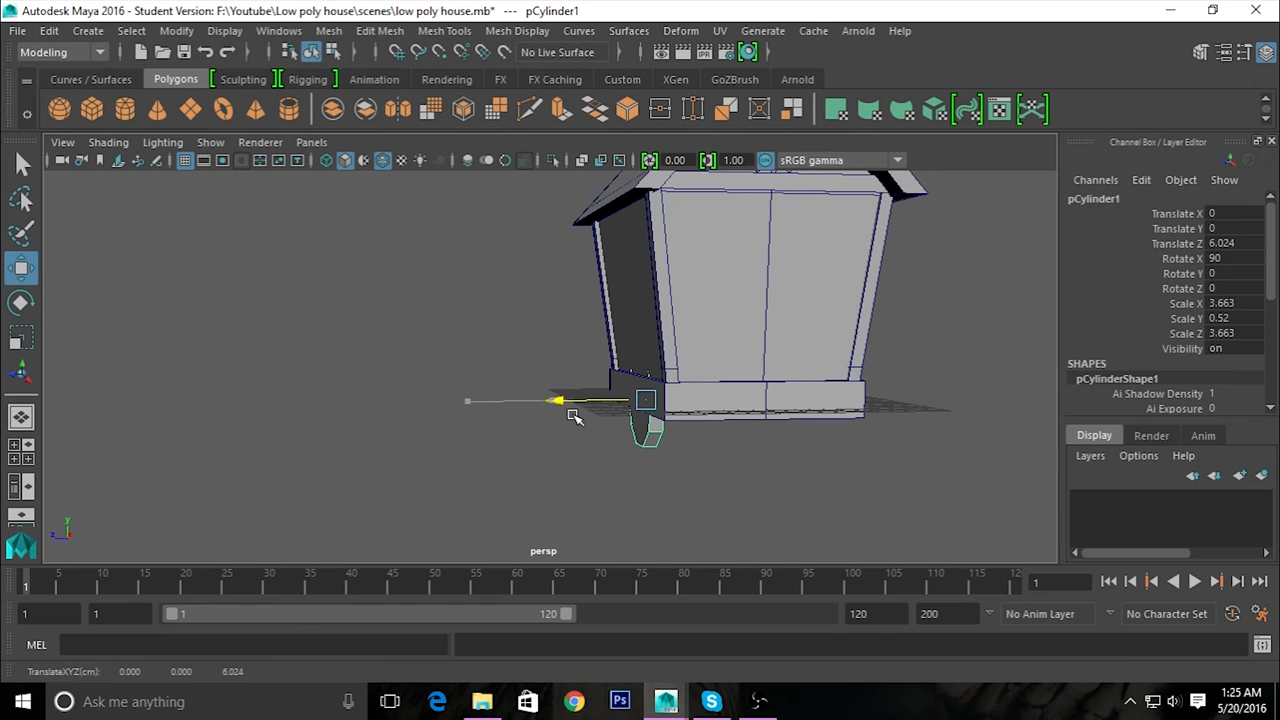 Autodesk Maya 2016 - Student Version: F:\Youtube\Low poly house\scenes\low poly house.mb*  ---  pCylinder1
File Edit Create Select Modify Display Windows Mesh Edit Mesh Mesh Tools Mesh Display Curves Surfaces Deform UV Generate Cache Arnold Help
Modeling No Live Surface
Curves / Surfaces Polygons Sculpting Rigging Animation Rendering FX FX Caching Custom XGen GoZBrush Arnold
View Shading Lighting Show Renderer Panels
0.00 1.00 sRGB gamma
persp
Channel Box / Layer Editor
Channels Edit Object Show
pCylinder1
Translate X 0
Translate Y 0
Translate Z 6.024
Rotate X 90
Rotate Y 0
Rotate Z 0
Scale X 3.663
Scale Y 0.52
Scale Z 3.663
Visibility on
SHAPES
pCylinderShape1
Ai Shadow Density 1
Ai Exposure 0
Display Render Anim
Layers Options Help
5 10 15 20 25 30 35 40 45 50 55 60 65 70 75 80 85 90 95 100 105 110 115 12
1 1
1 1 1 120 120 200 No Anim Layer No Character Set
MEL
TranslateXYZ(cm): 0.000 0.000 6.024
Ask me anything
Ps
1:25 AM
5/20/2016